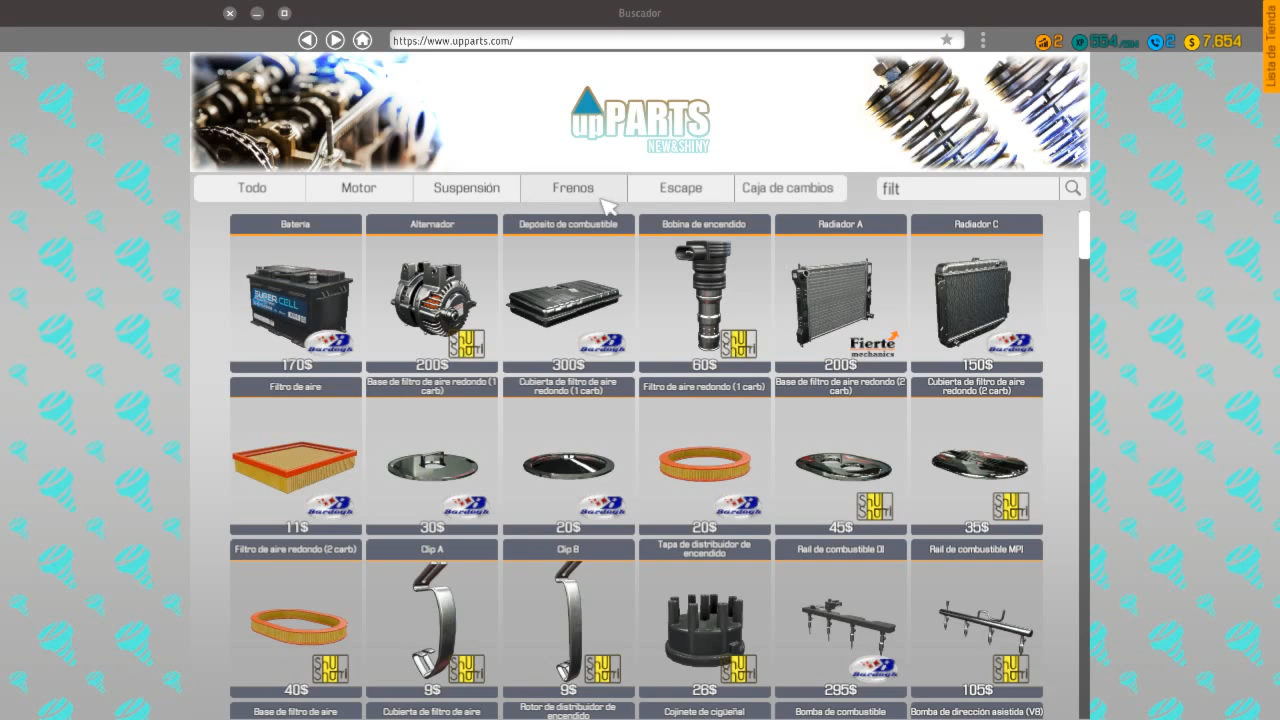 Buscador
https://www.upparts.com/
2
2
7,654
Lista de Tienda
upPARTS
NEW&SHINY
Todo
Motor
Suspensión
Frenos
Escape
Caja de cambios
filt
Batería
Alternador
Depósito de combustible
Bobina de encendido
Radiador A
Radiador C
SUPER CELL
Bardogh
Shut Shuti
Bardogh
Shut Shuti
Fierte
mechanics
Bardogh
170$
200$
300$
60$
200$
150$
Filtro de aire
Base de filtro de aire redondo (1
carb)
Cubierta de filtro de aire
redondo (1 carb)
Filtro de aire redondo (1 carb)
Base de filtro de aire redondo (2
carb)
Cubierta de filtro de aire
redondo (2 carb)
11$
30$
20$
20$
45$
35$
Filtro de aire redondo (2 carb)
Clip A
Clip B
Tapa de distribuidor de
encendido
Rail de combustible DI
Rail de combustible MPI
40$
9$
9$
26$
295$
105$
Base de filtro de aire
Cubierta de filtro de aire
Rotor de distribuidor de
encendido
Cojinete de cigüeñal
Bomba de combustible
Bomba de dirección asistida (V8)